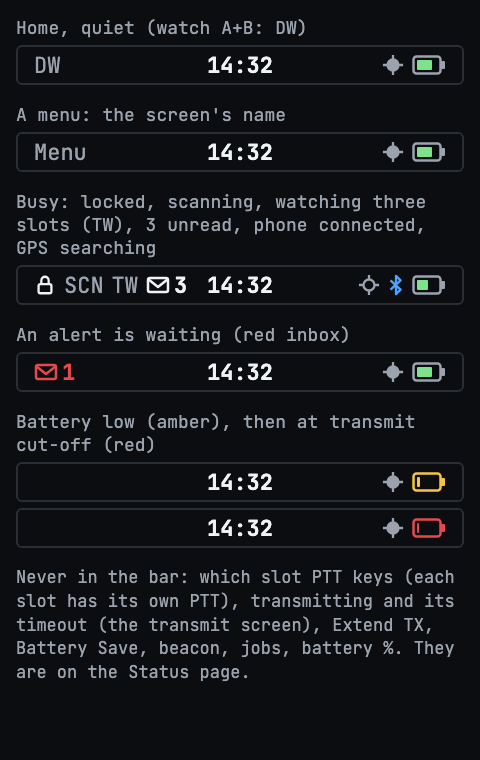 Home, quiet (watch A+B: DW)
DW 14:32
A menu: the screen's name
Menu 14:32
Busy: locked, scanning, watching three
slots (TW), 3 unread, phone connected,
GPS searching
SCN TW 3 14:32
An alert is waiting (red inbox)
1 14:32
Battery low (amber), then at transmit
cut-off (red)
14:32
14:32
Never in the bar: which slot PTT keys (each
slot has its own PTT), transmitting and its
timeout (the transmit screen), Extend TX,
Battery Save, beacon, jobs, battery %. They
are on the Status page.